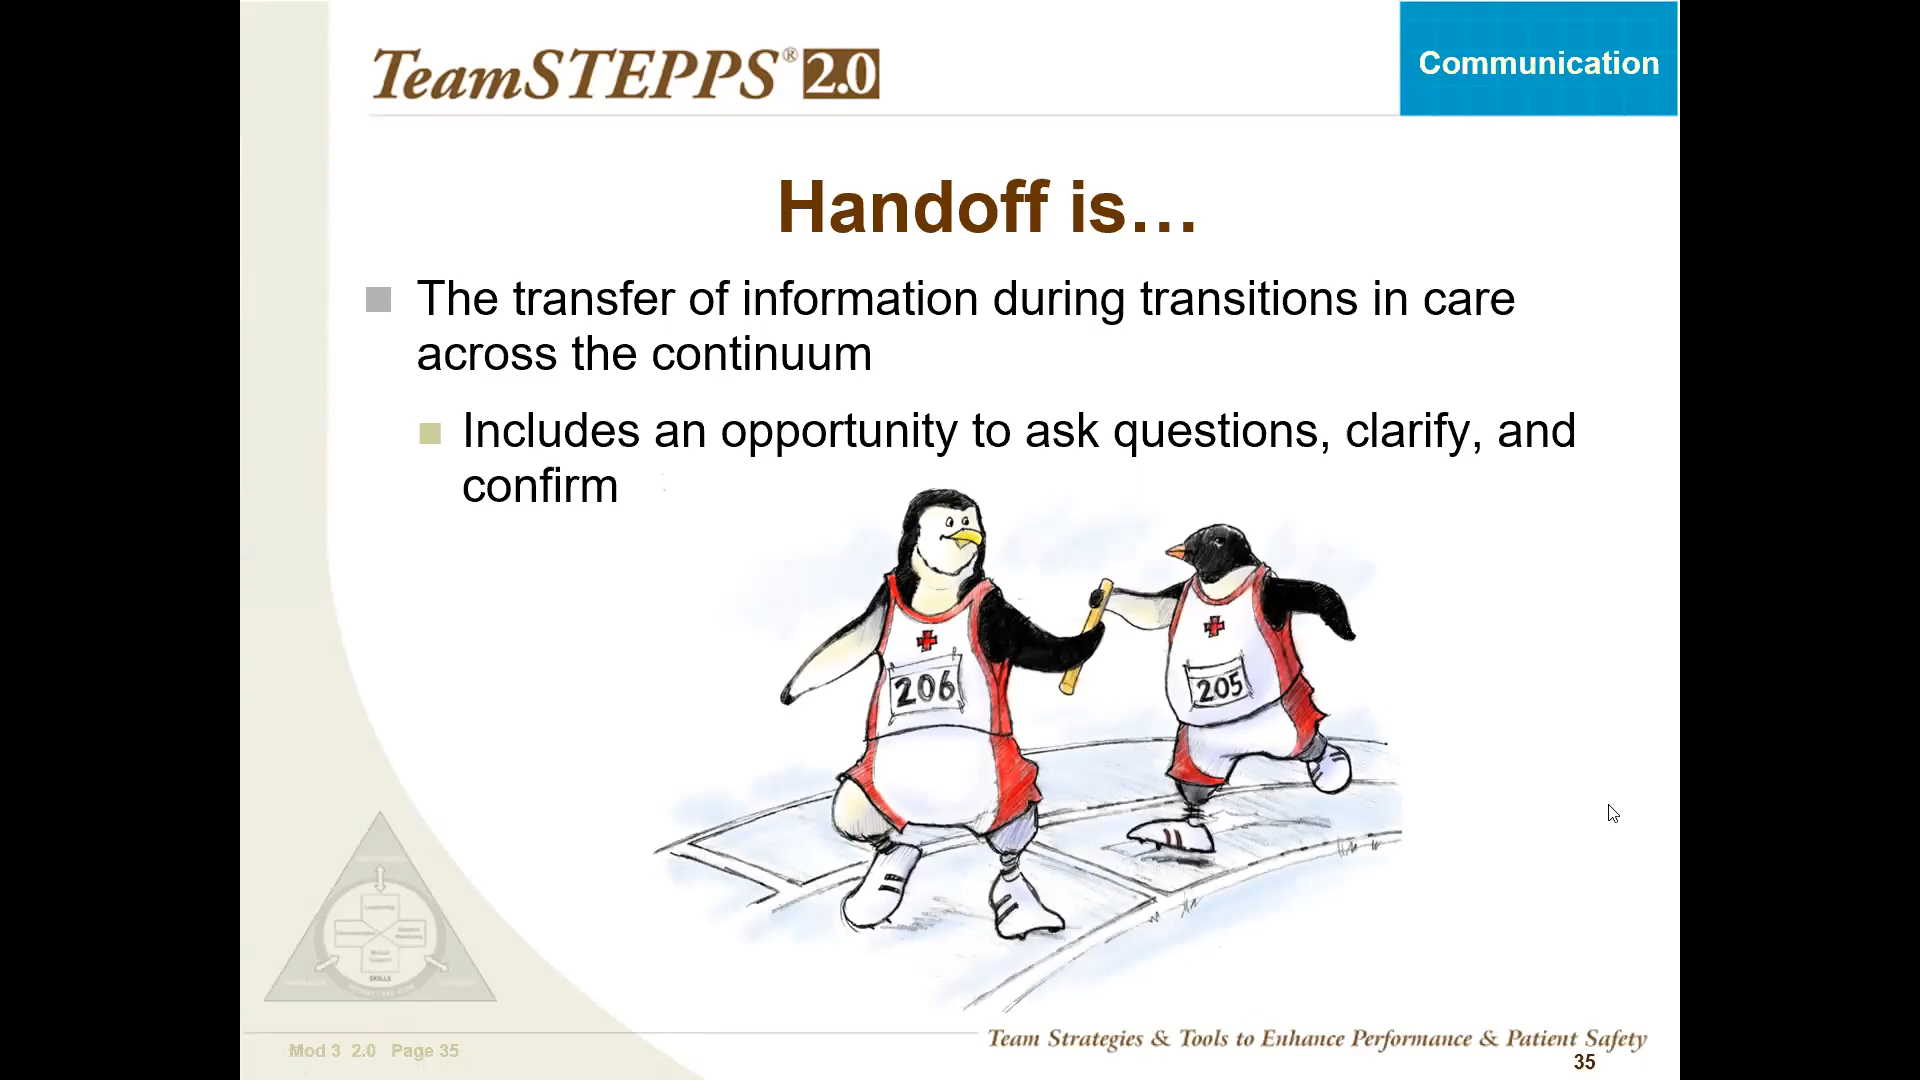 TeamSTEPPS® 2.0
Communication
Handoff is…
The transfer of information during transitions in care
across the continuum
Includes an opportunity to ask questions, clarify, and
confirm
206
205
SKILLS
Mod 3 2.0 Page 35
Team Strategies & Tools to Enhance Performance & Patient Safety
35